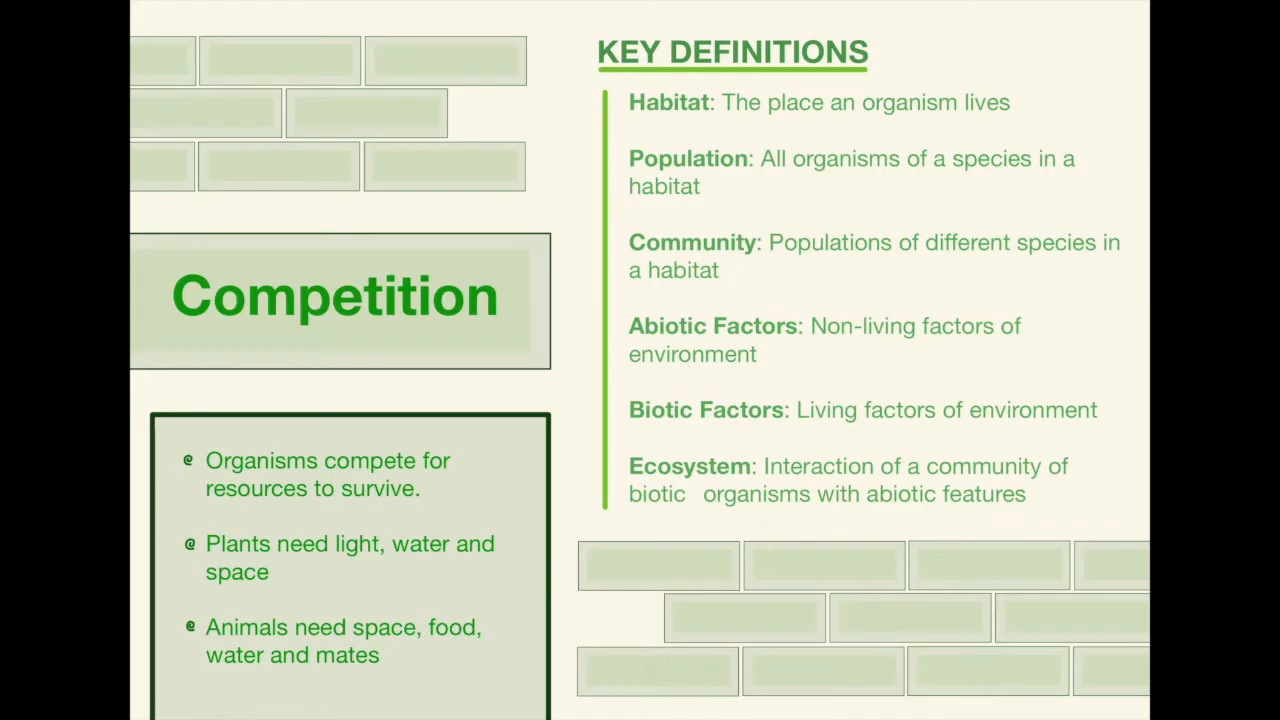 Competition
Organisms compete for
resources to survive.
Plants need light, water and
space
Animals need space, food,
water and mates
KEY DEFINITIONS
Habitat: The place an organism lives
Population: All organisms of a species in a
habitat
Community: Populations of different species in
a habitat
Abiotic Factors: Non-living factors of
environment
Biotic Factors: Living factors of environment
Ecosystem: Interaction of a community of
biotic organisms with abiotic features